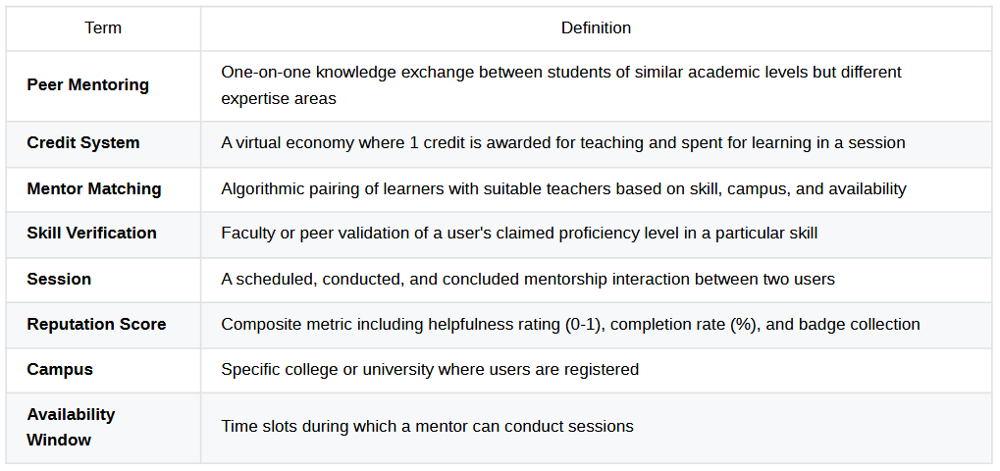 Term Definition
Peer Mentoring One-on-one knowledge exchange between students of similar academic levels but different
expertise areas
Credit System A virtual economy where 1 credit is awarded for teaching and spent for learning in a session
Mentor Matching Algorithmic pairing of learners with suitable teachers based on skill, campus, and availability
Skill Verification Faculty or peer validation of a user's claimed proficiency level in a particular skill
Session A scheduled, conducted, and concluded mentorship interaction between two users
Reputation Score Composite metric including helpfulness rating (0-1), completion rate (%), and badge collection
Campus Specific college or university where users are registered
Availability
Window Time slots during which a mentor can conduct sessions